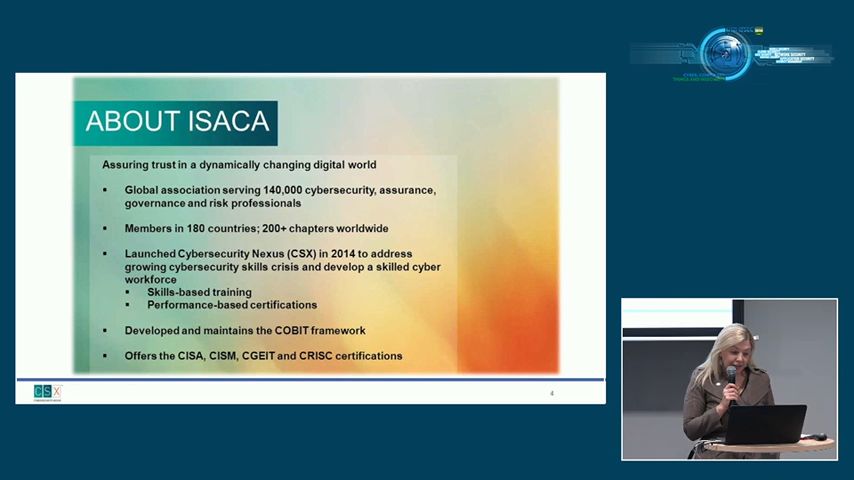 ABOUT ISACA
Assuring trust in a dynamically changing digital world
▪ Global association serving 140,000 cybersecurity, assurance,
governance and risk professionals
▪ Members in 180 countries; 200+ chapters worldwide
▪ Launched Cybersecurity Nexus (CSX) in 2014 to address
growing cybersecurity skills crisis and develop a skilled cyber
workforce
▪ Skills-based training
▪ Performance-based certifications
▪ Developed and maintains the COBIT framework
▪ Offers the CISA, CISM, CGEIT and CRISC certifications
CSX
4